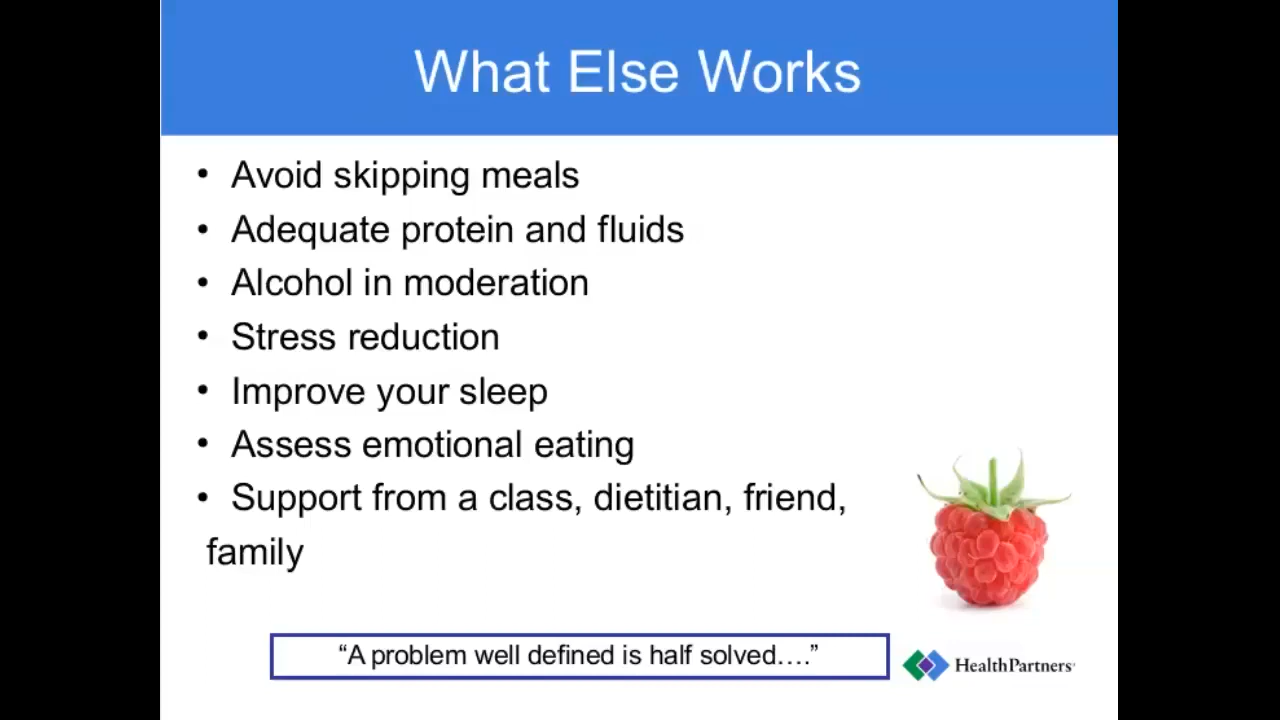 What Else Works
• Avoid skipping meals
• Adequate protein and fluids
• Alcohol in moderation
• Stress reduction
• Improve your sleep
• Assess emotional eating
• Support from a class, dietitian, friend,
family
“A problem well defined is half solved….”
HealthPartners